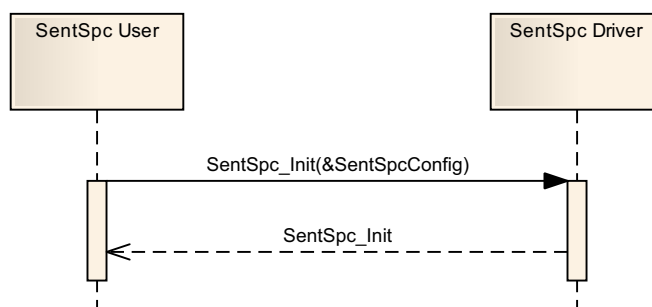 SentSpc User
SentSpc Driver
SentSpc_Init(&SentSpcConfig)
SentSpc_Init